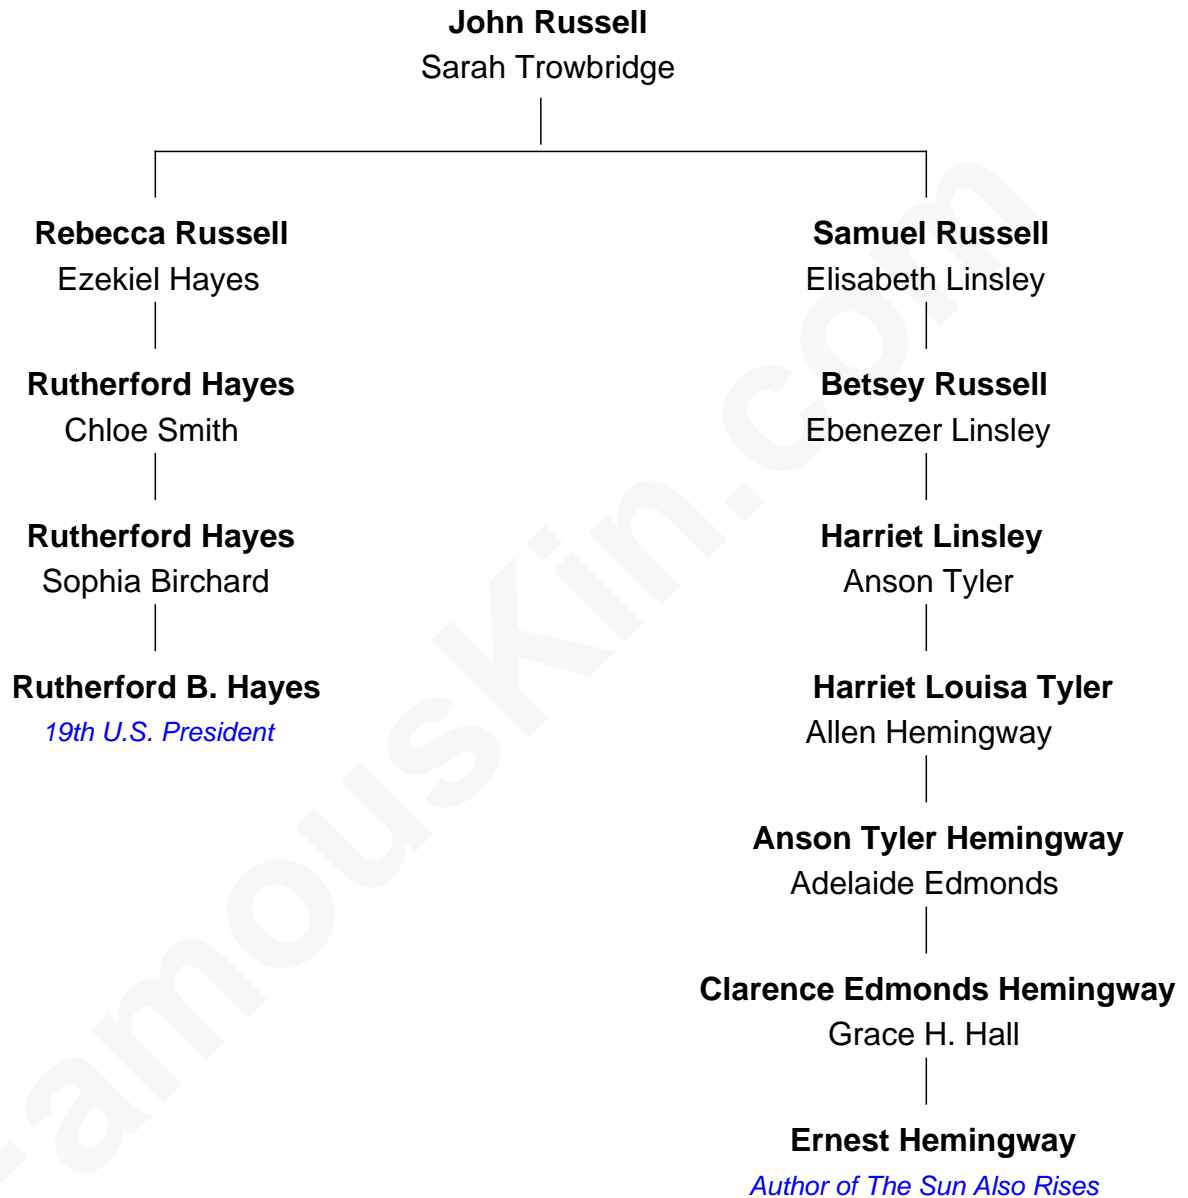 John Russell
Sarah Trowbridge
Rebecca Russell
Ezekiel Hayes
Rutherford Hayes
Chloe Smith
Rutherford Hayes
Sophia Birchard
Rutherford B. Hayes
19th U.S. President
Samuel Russell
Elisabeth Linsley
Betsey Russell
Ebenezer Linsley
Harriet Linsley
Anson Tyler
Harriet Louisa Tyler
Allen Hemingway
Anson Tyler Hemingway
Adelaide Edmonds
Clarence Edmonds Hemingway
Grace H. Hall
Ernest Hemingway
Author of The Sun Also Rises
FamousKin.com